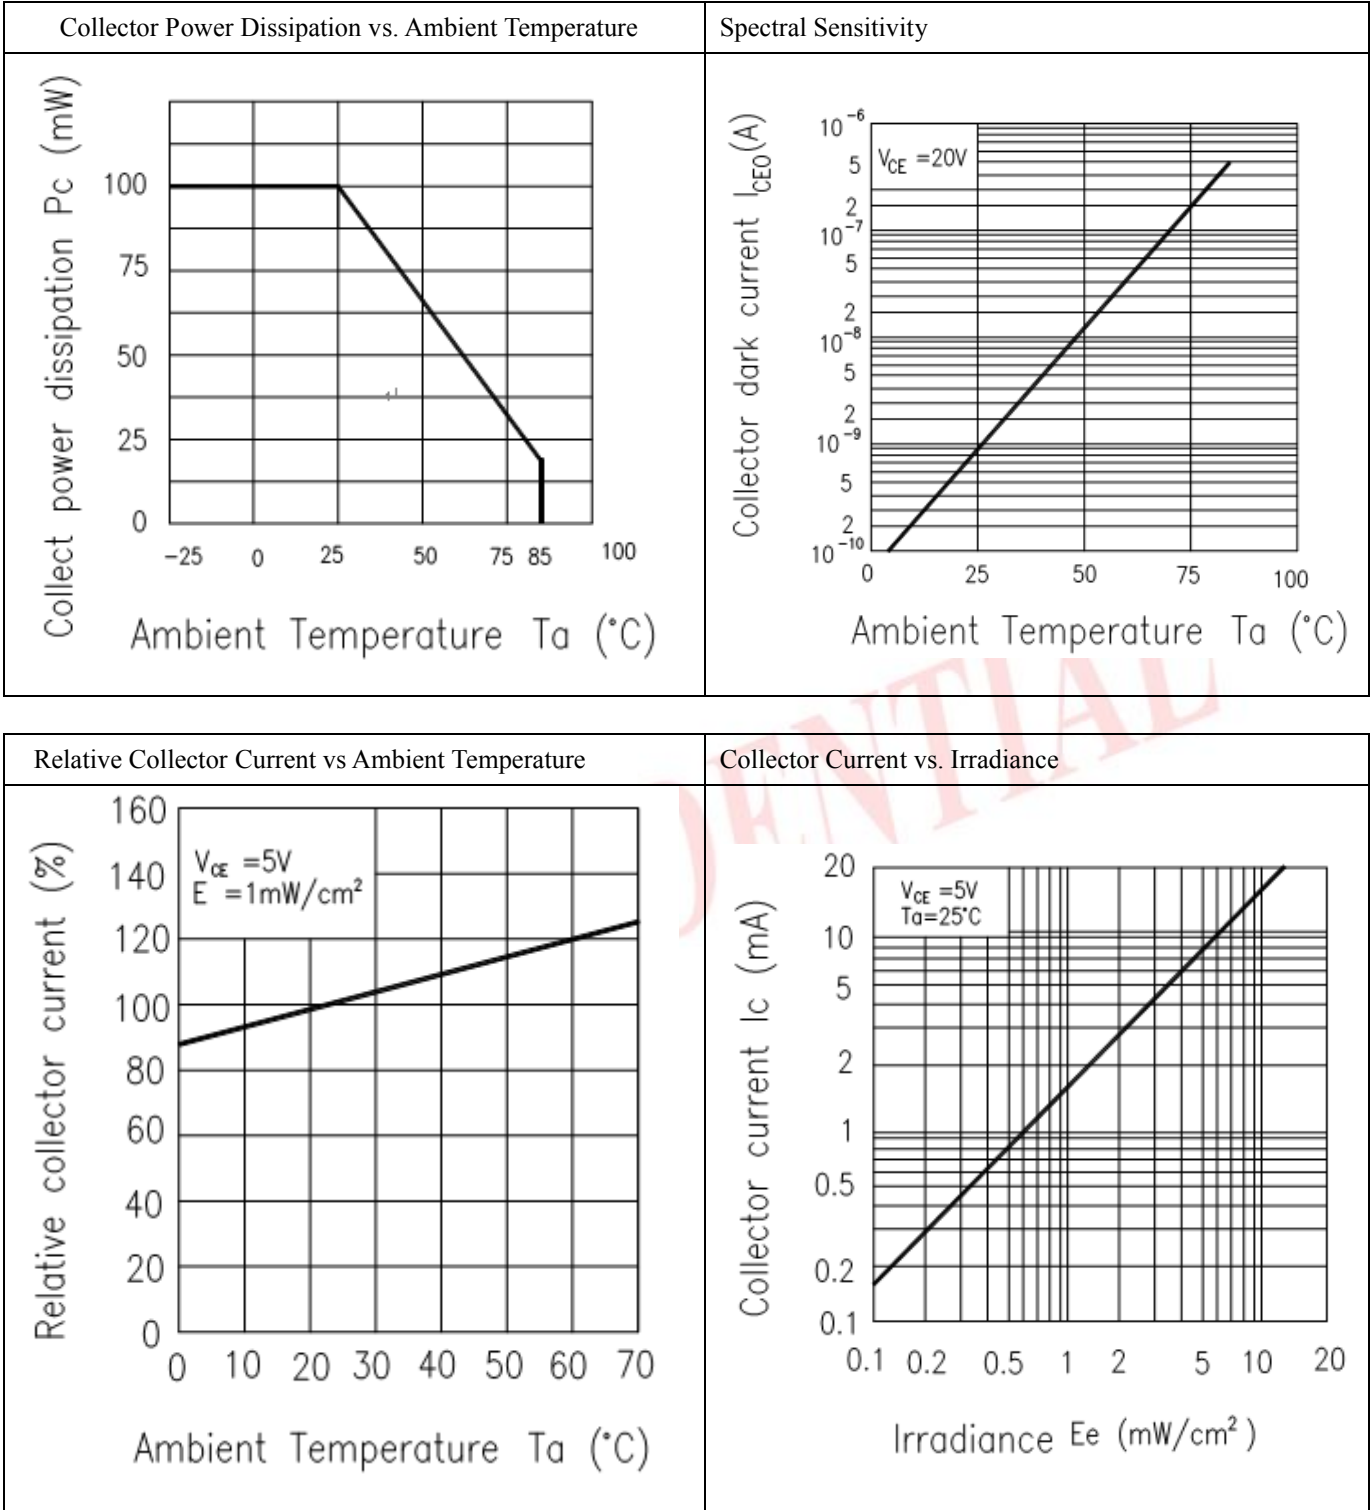 Collector Power Dissipation vs. Ambient Temperature
Collect power dissipation Pc (mW)
100
75
50
25
0
-25 0 25 50 75 85 100
Ambient Temperature Ta (°C)
Spectral Sensitivity
Collector dark current I_CEO(A)
V_CE =20V
10^-6
5
2
10^-7
5
2
10^-8
5
2
10^-9
5
2
10^-10
0 25 50 75 100
Ambient Temperature Ta (°C)
Relative Collector Current vs Ambient Temperature
Relative collector current (%)
V_CE =5V
E =1mW/cm²
160
140
120
100
80
60
40
20
0
0 10 20 30 40 50 60 70
Ambient Temperature Ta (°C)
Collector Current vs. Irradiance
Collector current Ic (mA)
V_CE =5V
Ta=25°C
20
10
5
2
1
0.5
0.2
0.1
0.1 0.2 0.5 1 2 5 10 20
Irradiance Ee (mW/cm²)
DENTIAL